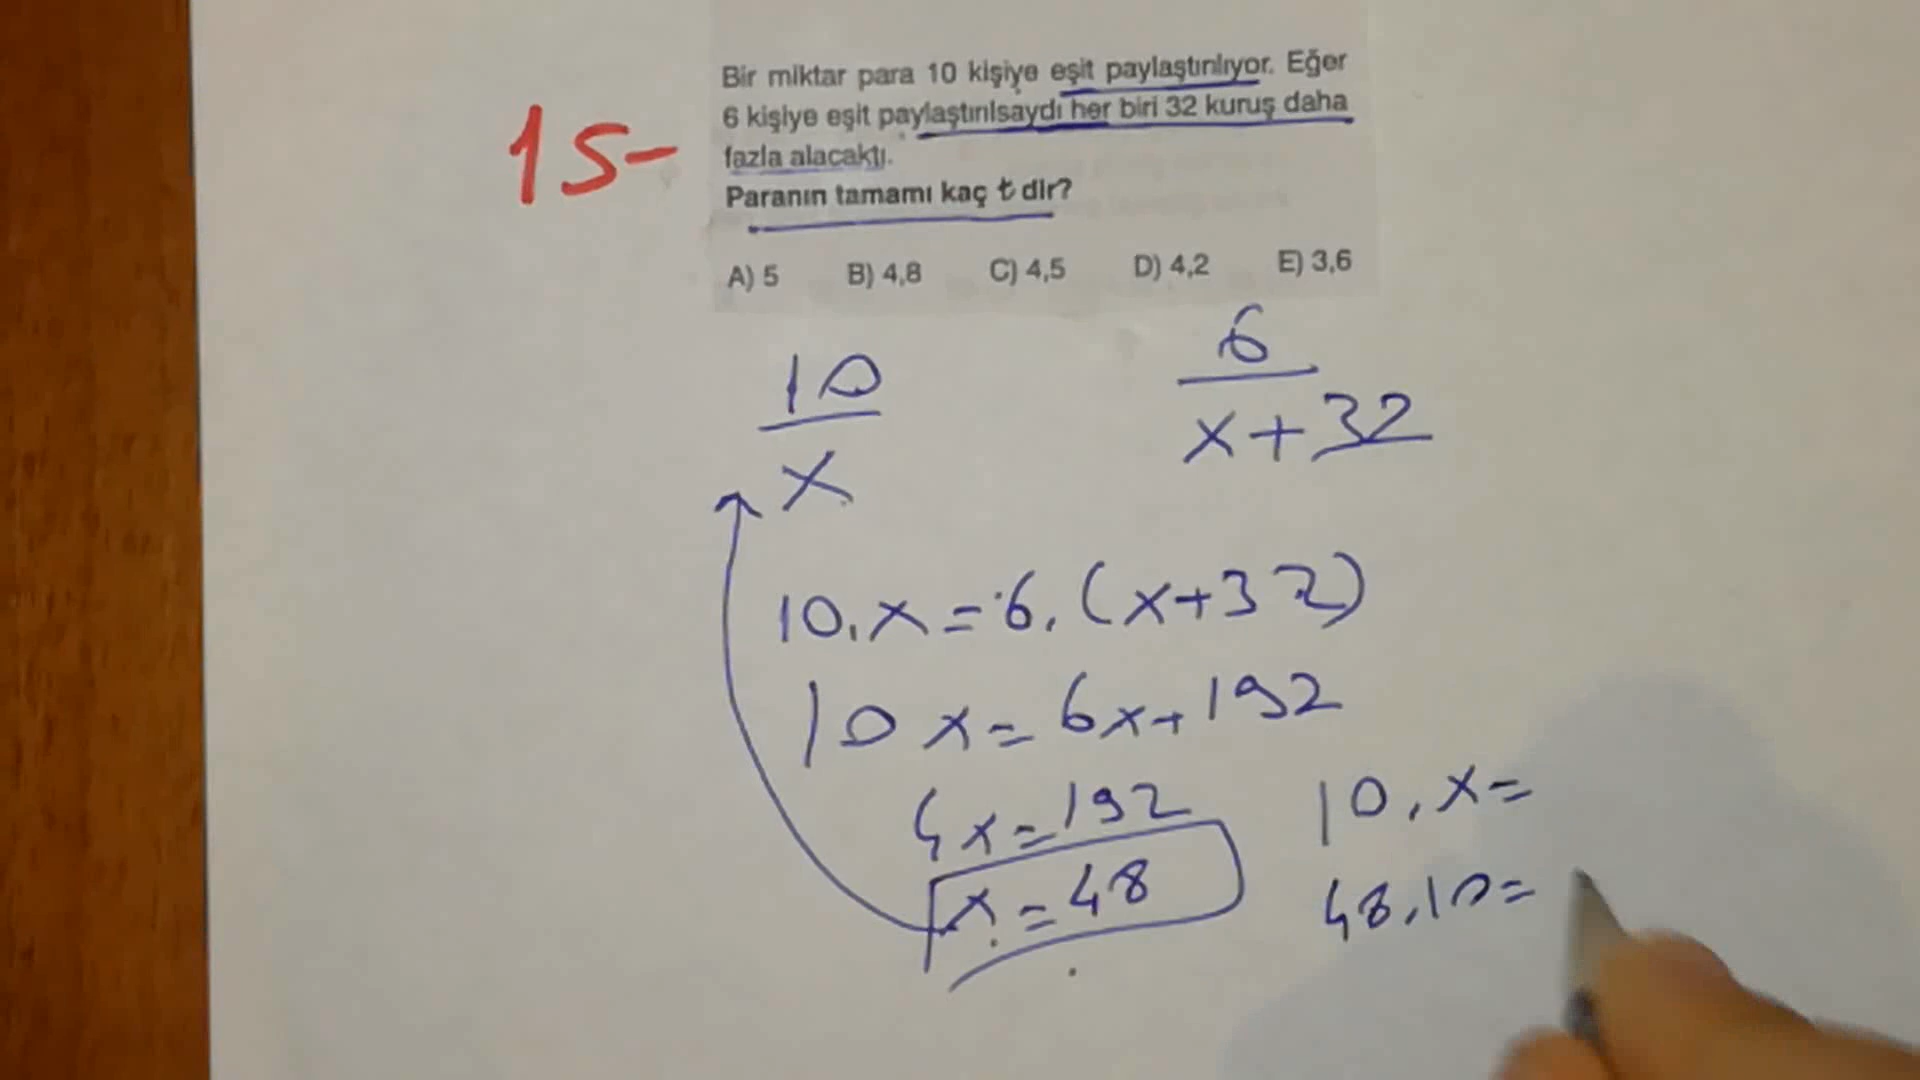 15-
Bir miktar para 10 kişiye eşit paylaştırılıyor. Eğer
6 kişiye eşit paylaştırılsaydı her biri 32 kuruş daha
fazla alacaktı.
Paranın tamamı kaç ₺ dir?
A) 5 B) 4,8 C) 4,5 D) 4,2 E) 3,6
10
x
6
x+32
10.x=6.(x+32)
10x=6x+192
4x=192
x=48
10.x=
48.10=